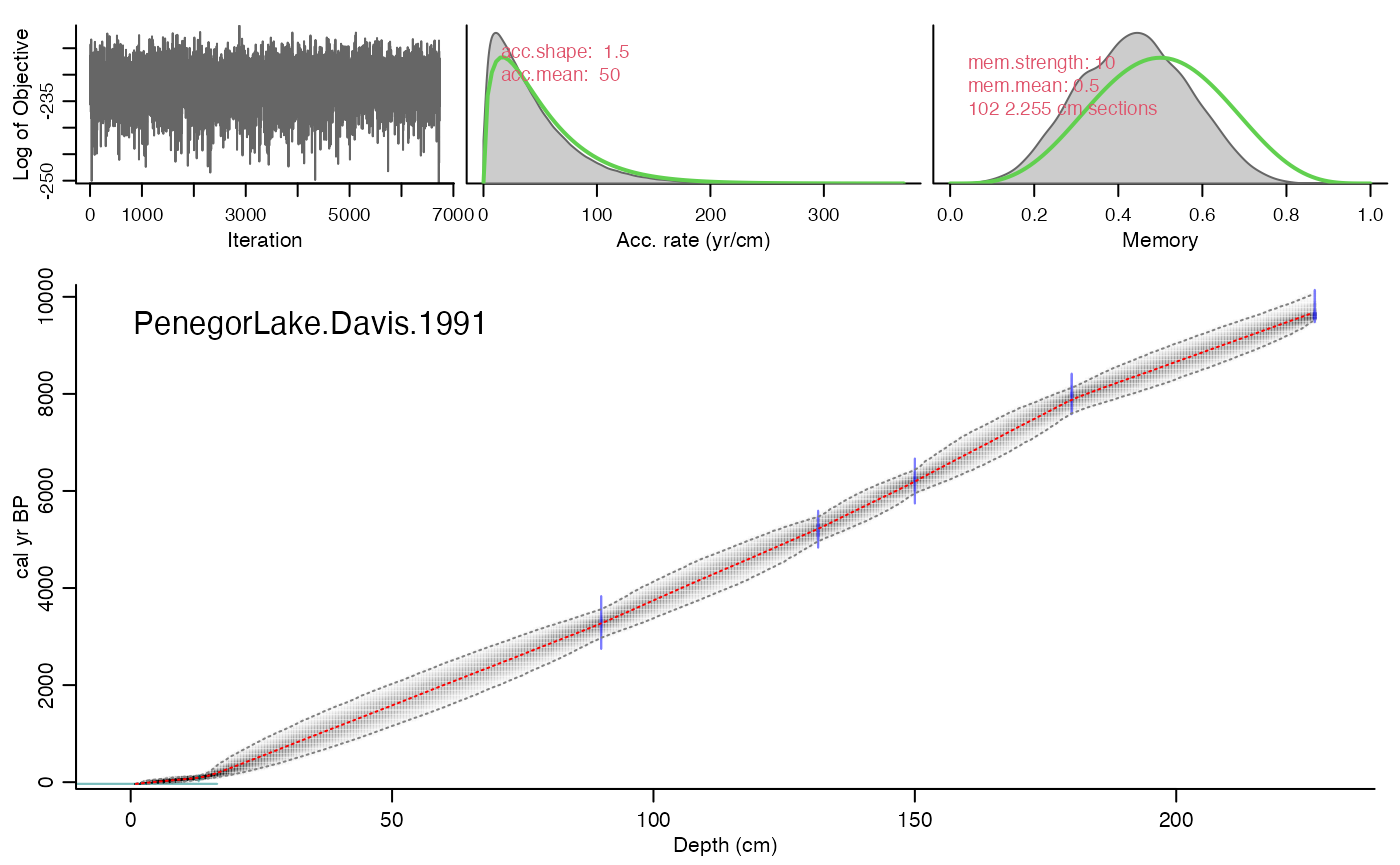 Log of Objective
-250
-235
0
1000
3000
5000
7000
Iteration
acc.shape: 1.5
acc.mean: 50
0
100
200
300
Acc. rate (yr/cm)
mem.strength: 10
mem.mean: 0.5
102 2.255 cm sections
0.0
0.2
0.4
0.6
0.8
1.0
Memory
PenegorLake.Davis.1991
cal yr BP
10000
8000
6000
4000
2000
0
0
50
100
150
200
Depth (cm)